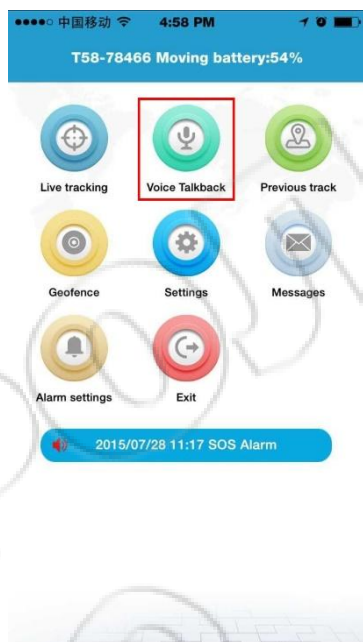 中国移动 4:58 PM
T58-78466 Moving battery:54%
Live tracking Voice Talkback Previous track
Geofence Settings Messages
Alarm settings Exit
2015/07/28 11:17 SOS Alarm